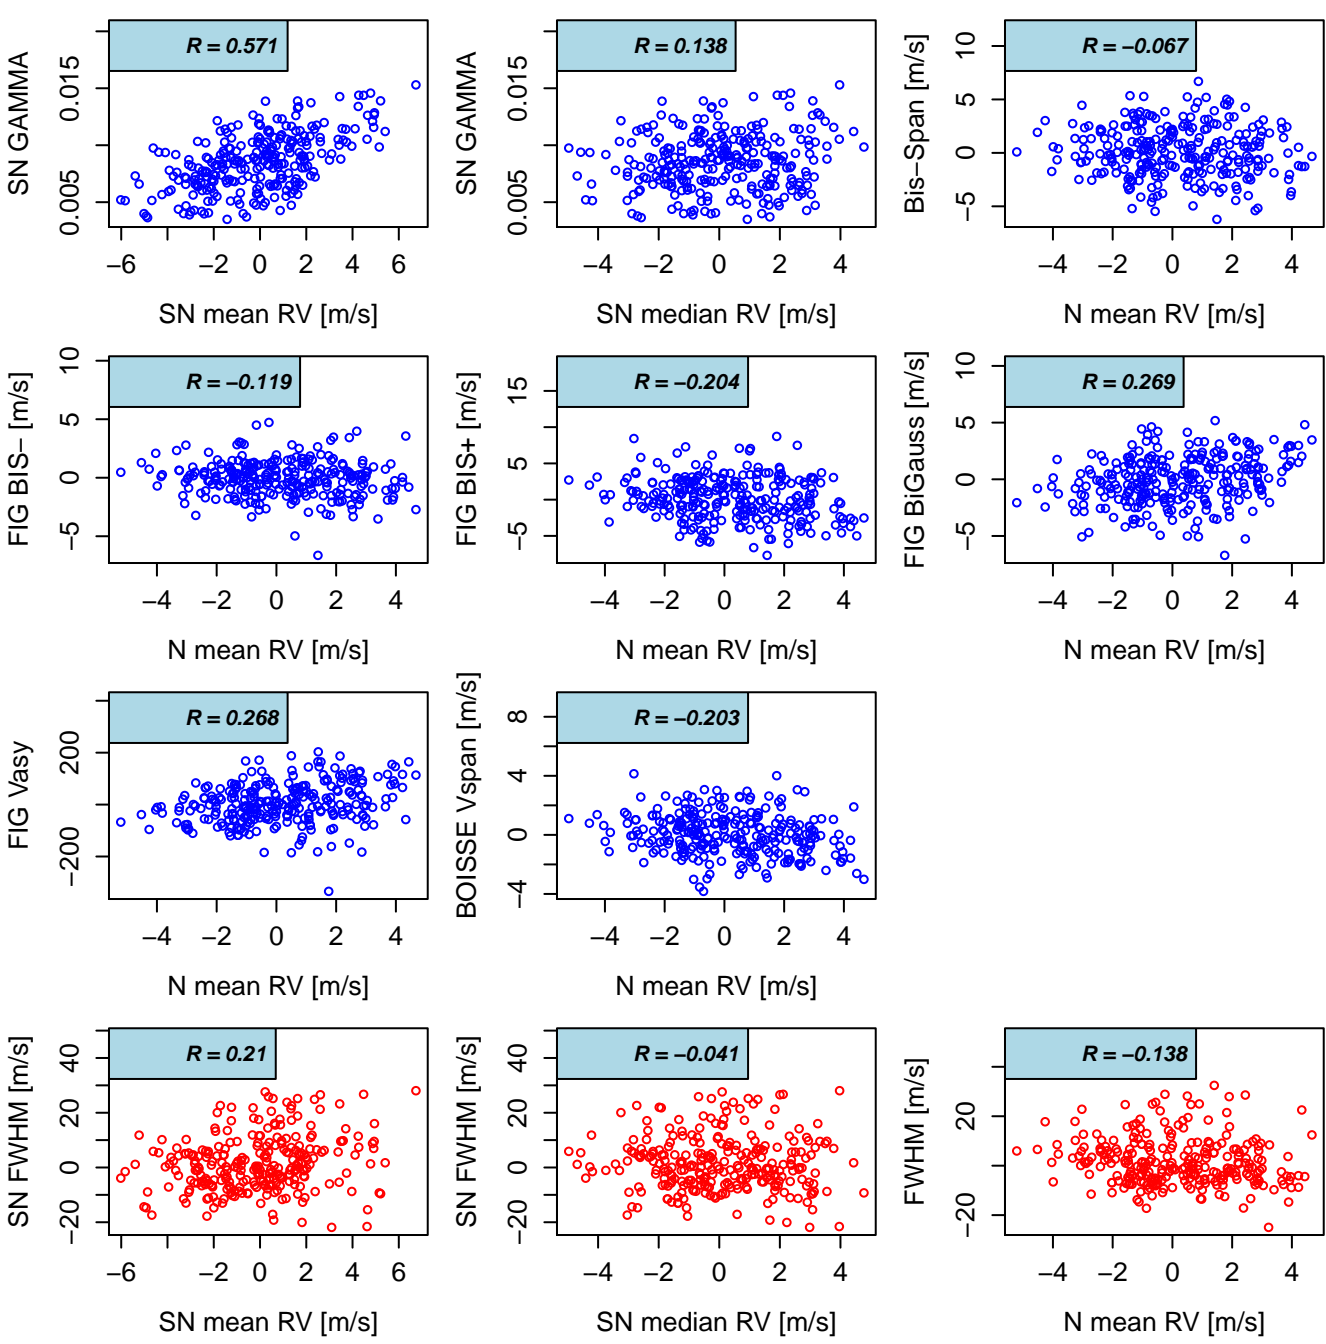 R = 0.571
SN GAMMA
0.005 0.015
−6 −2 0 2 4 6
SN mean RV [m/s]
R = 0.138
SN GAMMA
0.005 0.015
−4 −2 0 2 4
SN median RV [m/s]
R = −0.067
Bis−Span [m/s]
−5 0 5 10
−4 −2 0 2 4
N mean RV [m/s]
R = −0.119
FIG BIS− [m/s]
−5 0 5 10
−4 −2 0 2 4
N mean RV [m/s]
R = −0.204
FIG BIS+ [m/s]
−5 5 15
−4 −2 0 2 4
N mean RV [m/s]
R = 0.269
FIG BiGauss [m/s]
−5 0 5 10
−4 −2 0 2 4
N mean RV [m/s]
R = 0.268
FIG Vasy
−200 200
−4 −2 0 2 4
N mean RV [m/s]
R = −0.203
BOISSE Vspan [m/s]
−4 0 4 8
−4 −2 0 2 4
N mean RV [m/s]
R = 0.21
SN FWHM [m/s]
−20 0 20 40
−6 −2 0 2 4 6
SN mean RV [m/s]
R = −0.041
SN FWHM [m/s]
−20 0 20 40
−4 −2 0 2 4
SN median RV [m/s]
R = −0.138
FWHM [m/s]
−20 20
−4 −2 0 2 4
N mean RV [m/s]